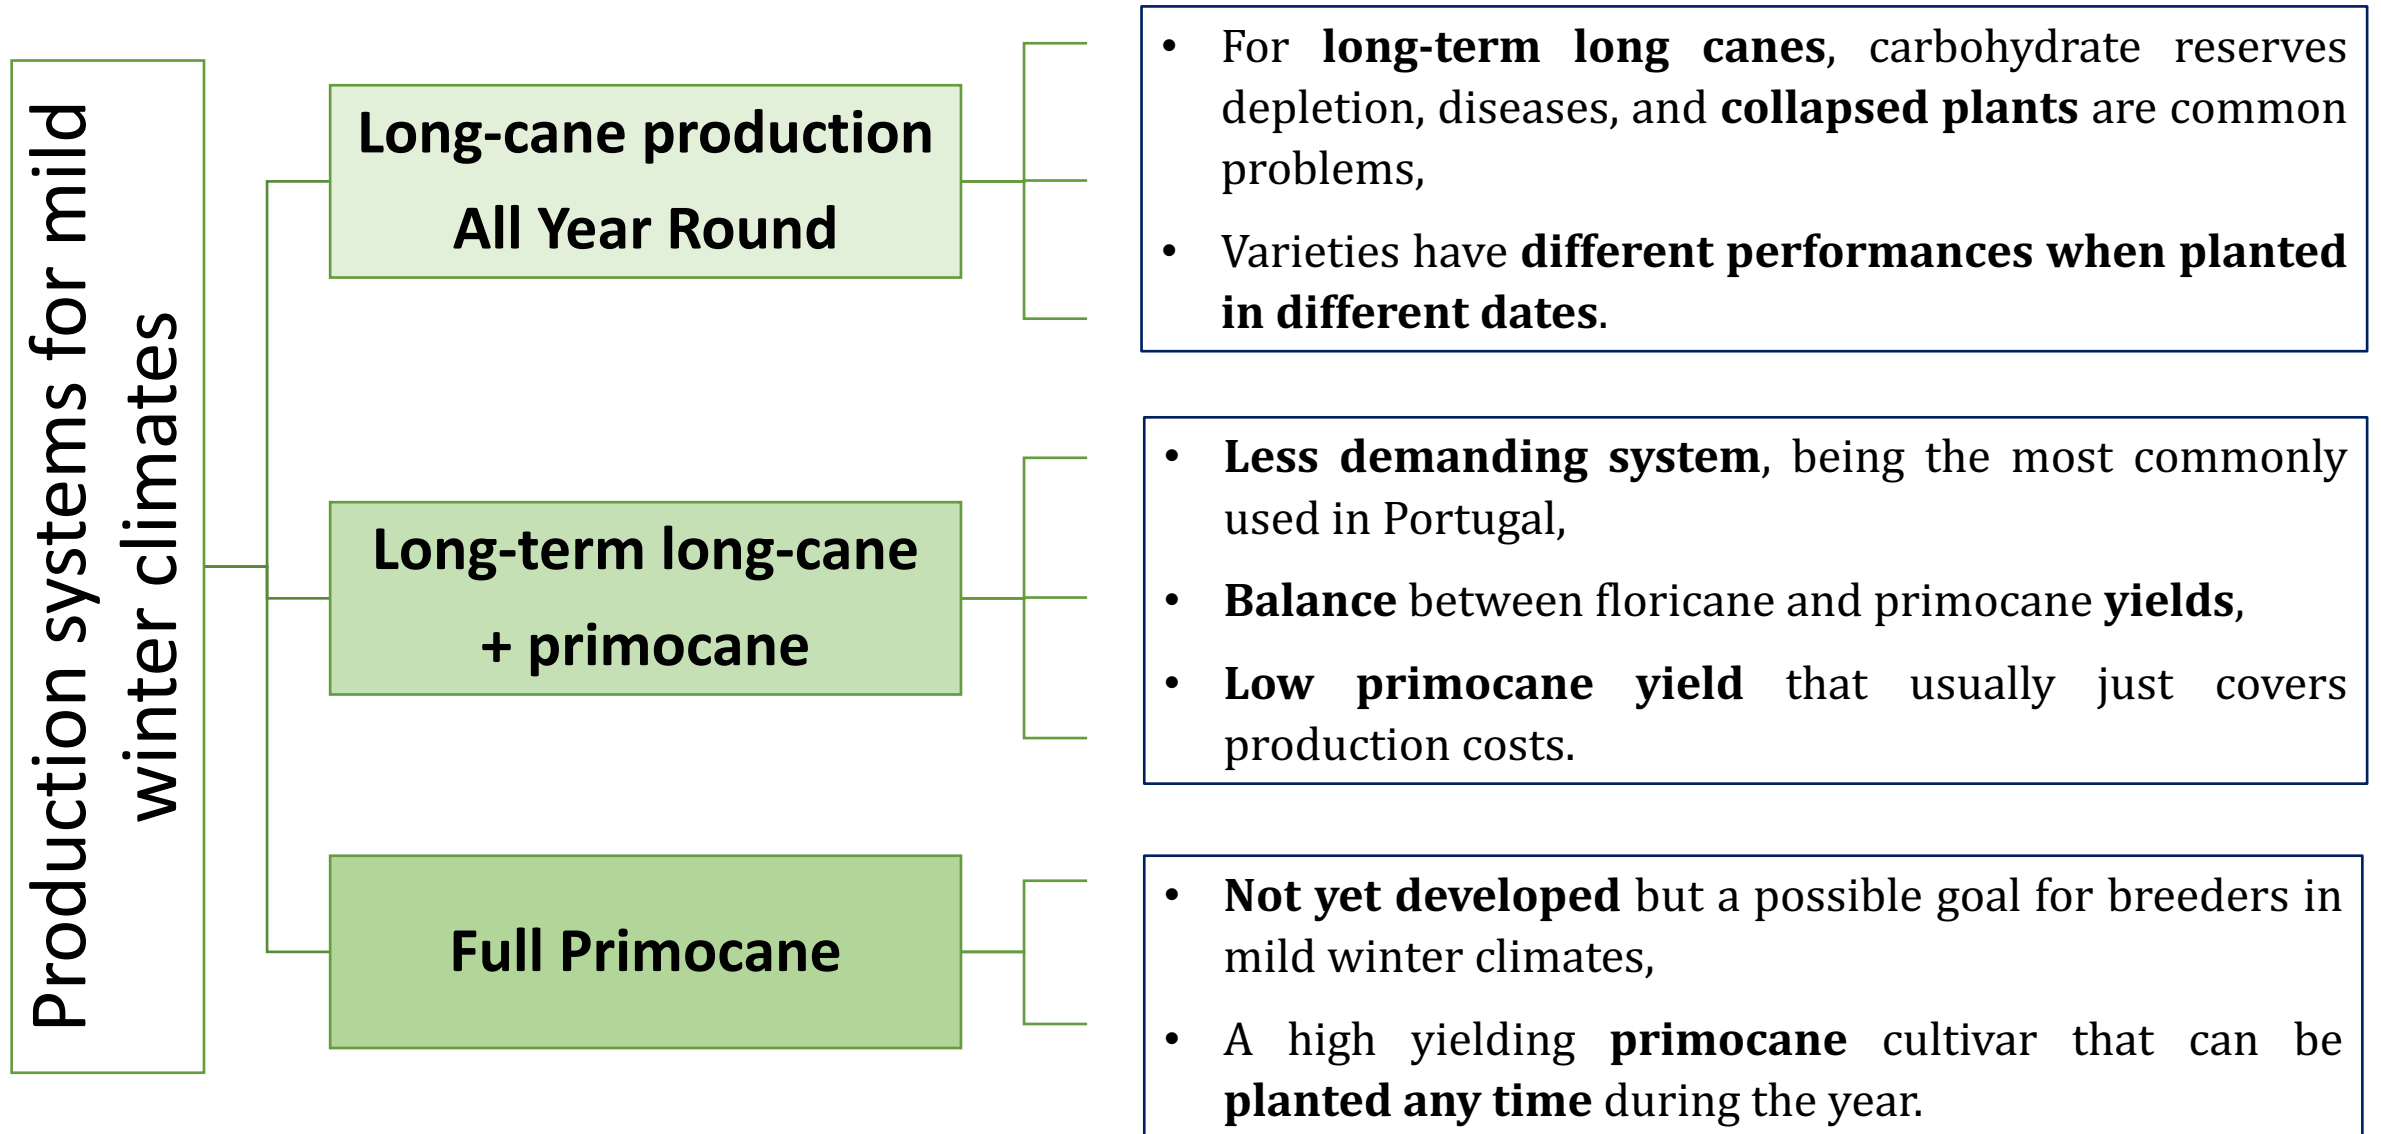 Production systems for mild
winter climates
Long-cane production
All Year Round
• For long-term long canes, carbohydrate reserves
depletion, diseases, and collapsed plants are common
problems,
• Varieties have different performances when planted
in different dates.
Long-term long-cane
+ primocane
• Less demanding system, being the most commonly
used in Portugal,
• Balance between floricane and primocane yields,
• Low primocane yield that usually just covers
production costs.
Full Primocane
• Not yet developed but a possible goal for breeders in
mild winter climates,
• A high yielding primocane cultivar that can be
planted any time during the year.